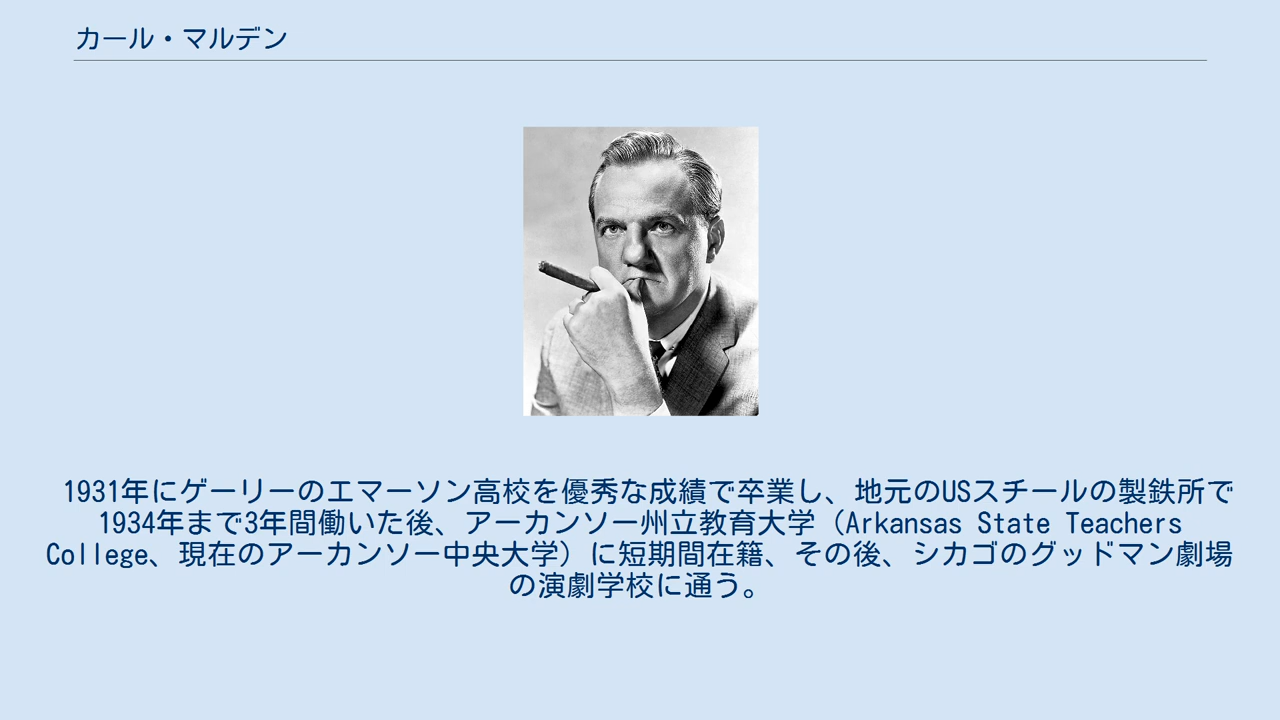 カール・マルデン
1931年にゲーリーのエマーソン高校を優秀な成績で卒業し、地元のUSスチールの製鉄所で
1934年まで3年間働いた後、アーカンソー州立教育大学（Arkansas State Teachers
College、現在のアーカンソー中央大学）に短期間在籍、その後、シカゴのグッドマン劇場
の演劇学校に通う。